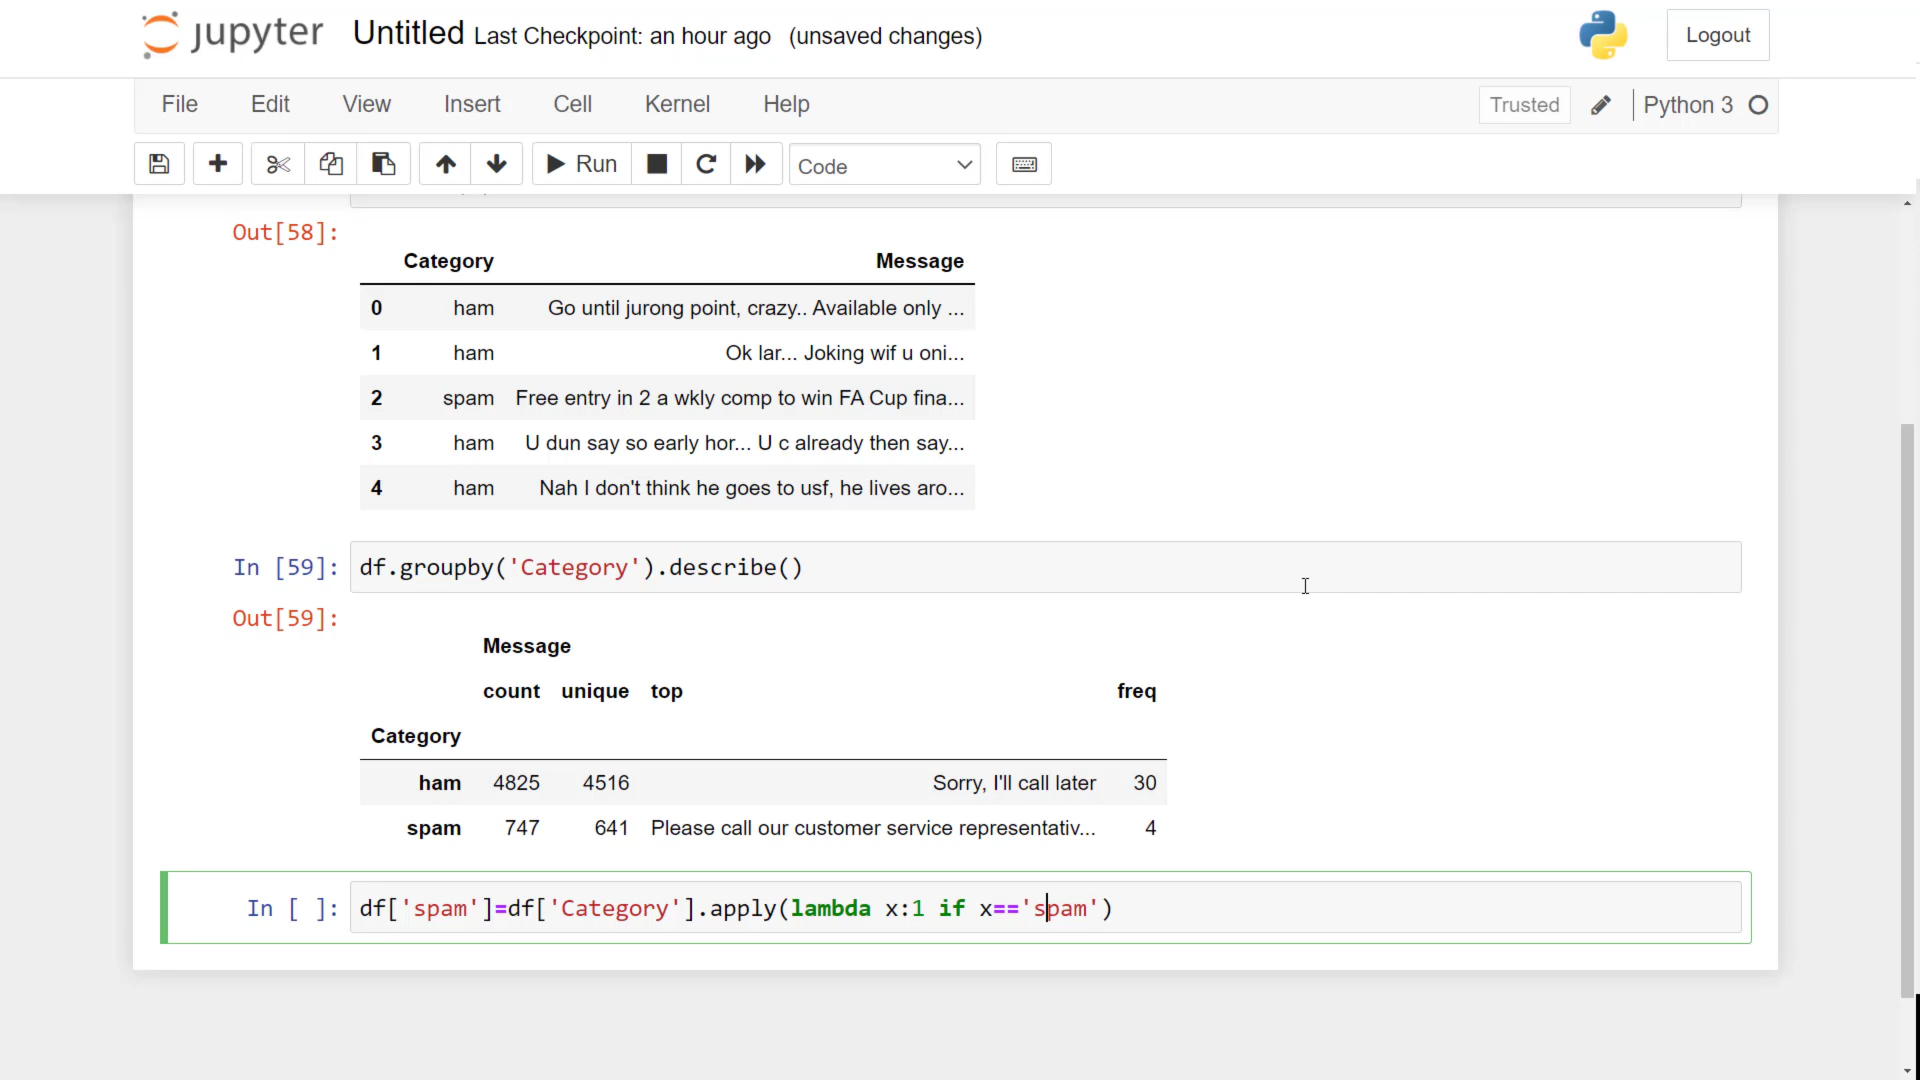 jupyter Untitled Last Checkpoint: an hour ago (unsaved changes) Logout
File Edit View Insert Cell Kernel Help Trusted Python 3
Run Code
Out[58]:
Category Message
0 ham Go until jurong point, crazy.. Available only ...
1 ham Ok lar... Joking wif u oni...
2 spam Free entry in 2 a wkly comp to win FA Cup fina...
3 ham U dun say so early hor... U c already then say...
4 ham Nah I don't think he goes to usf, he lives aro...
In [59]: df.groupby('Category').describe()
Out[59]:
Message
count unique top freq
Category
ham 4825 4516 Sorry, I'll call later 30
spam 747 641 Please call our customer service representativ... 4
In [ ]: df['spam']=df['Category'].apply(lambda x:1 if x=='spam')